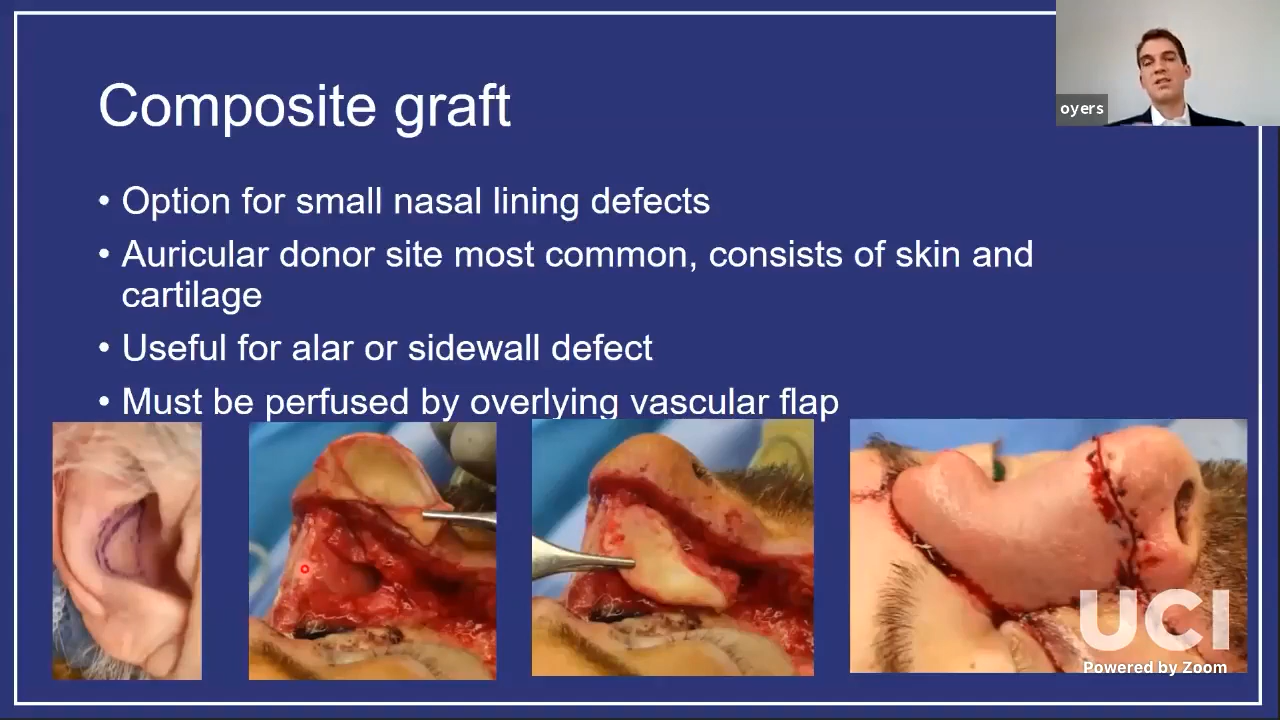 Composite graft
oyers
• Option for small nasal lining defects
• Auricular donor site most common, consists of skin and
cartilage
• Useful for alar or sidewall defect
• Must be perfused by overlying vascular flap
UCI
Powered by Zoom